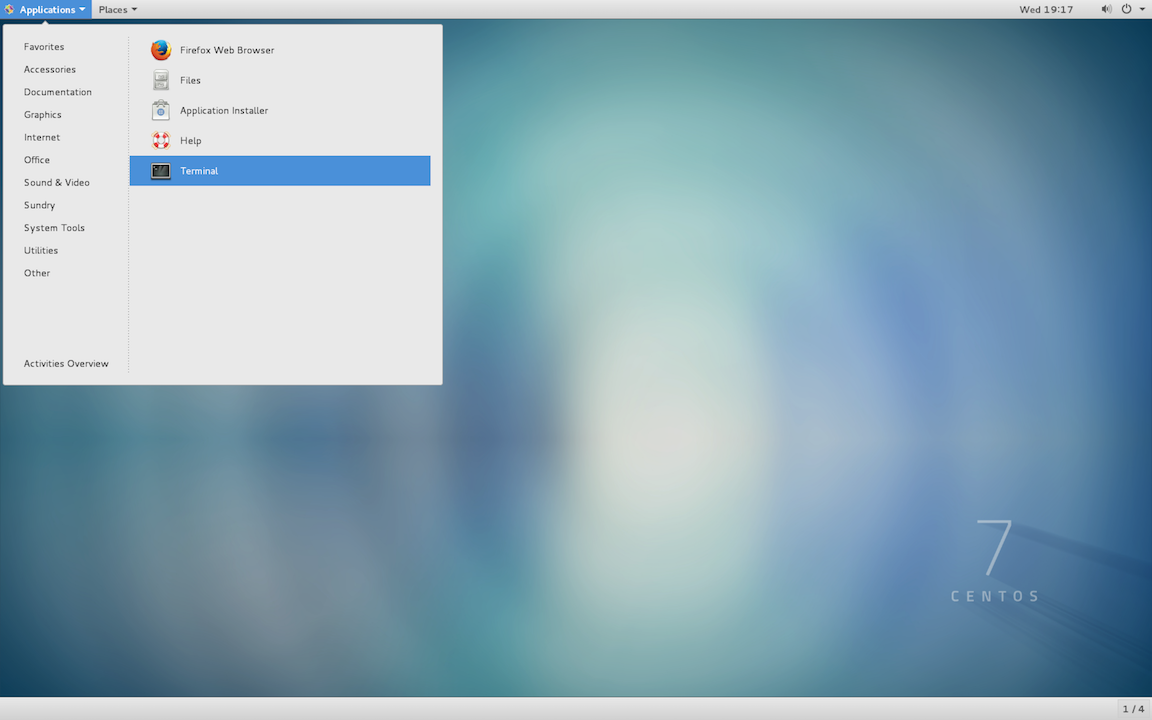 Applications Places Wed 19:17
Favorites
Accessories
Documentation
Graphics
Internet
Office
Sound & Video
Sundry
System Tools
Utilities
Other
Activities Overview
Firefox Web Browser
Files
Application Installer
Help
Terminal
7
CENTOS
1 / 4